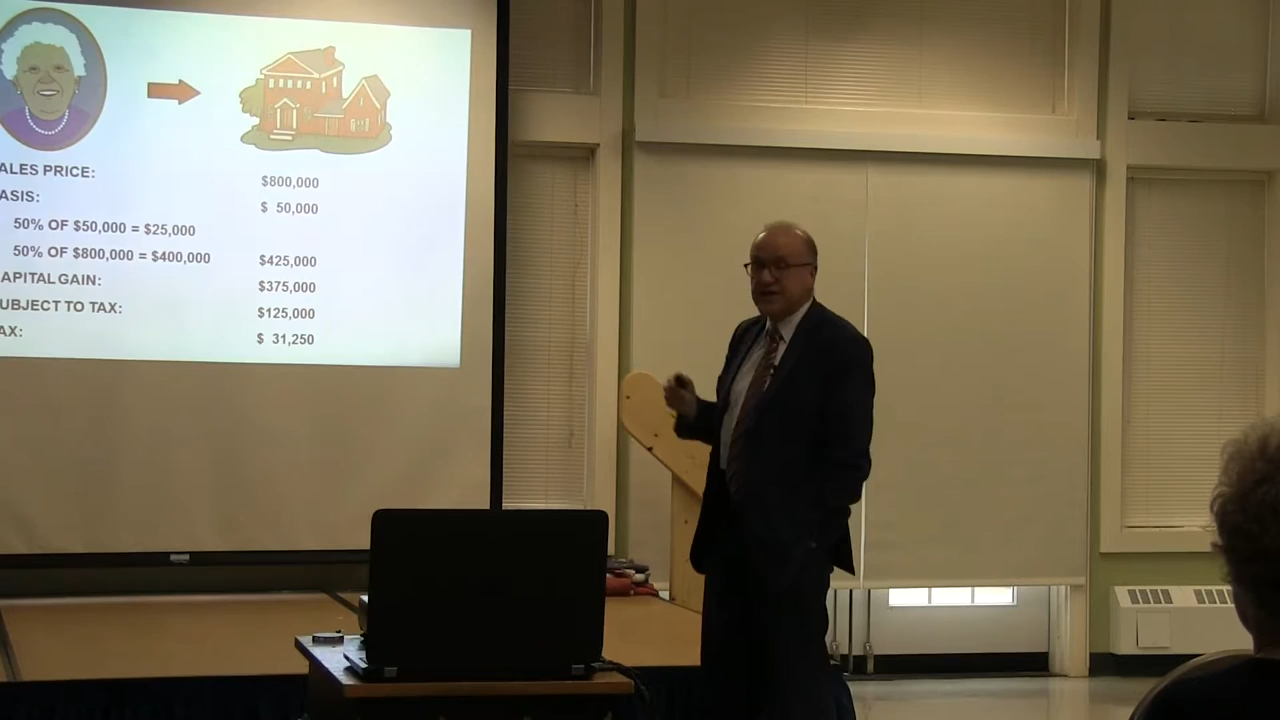 ALES PRICE: $800,000
ASIS: $ 50,000
50% OF $50,000 = $25,000
50% OF $800,000 = $400,000 $425,000
APITAL GAIN: $375,000
UBJECT TO TAX: $125,000
AX: $ 31,250